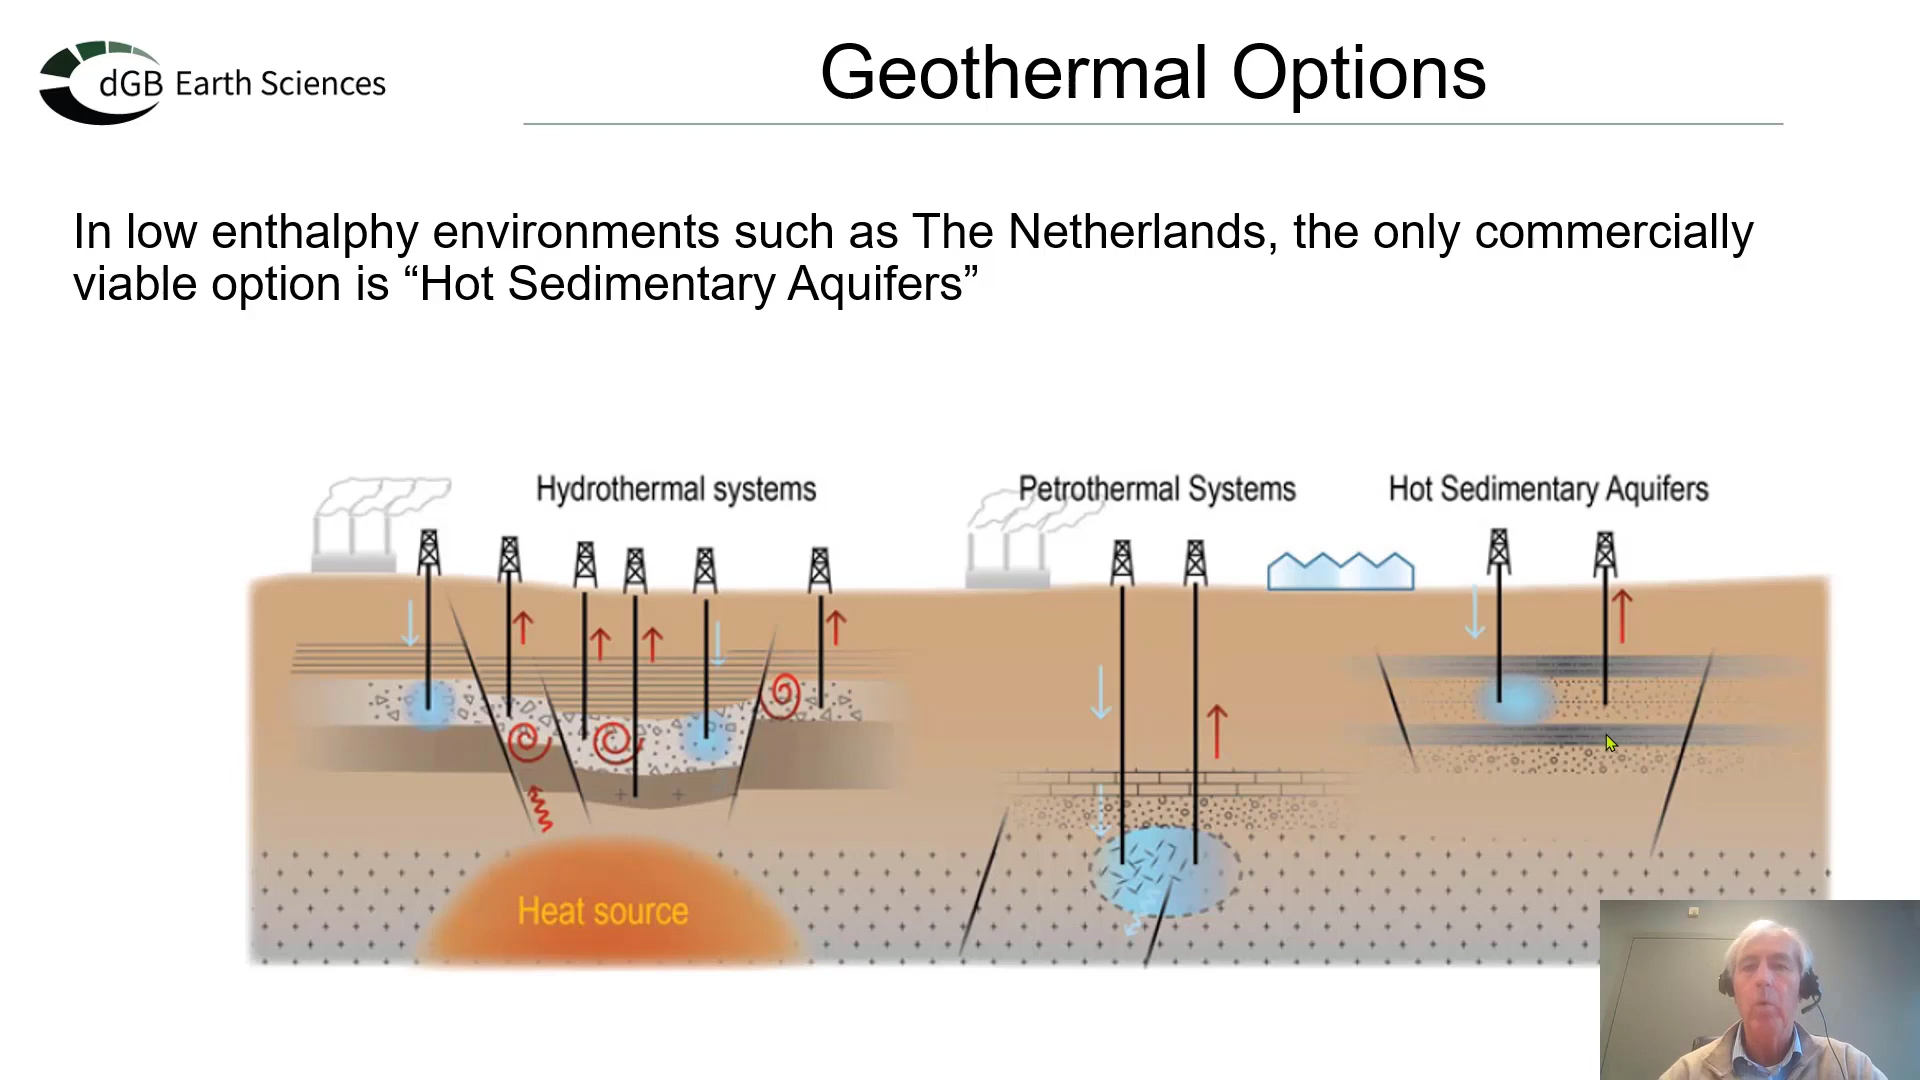 dGB Earth Sciences
Geothermal Options
In low enthalphy environments such as The Netherlands, the only commercially
viable option is “Hot Sedimentary Aquifers”
Hydrothermal systems
Petrothermal Systems
Hot Sedimentary Aquifers
Heat source